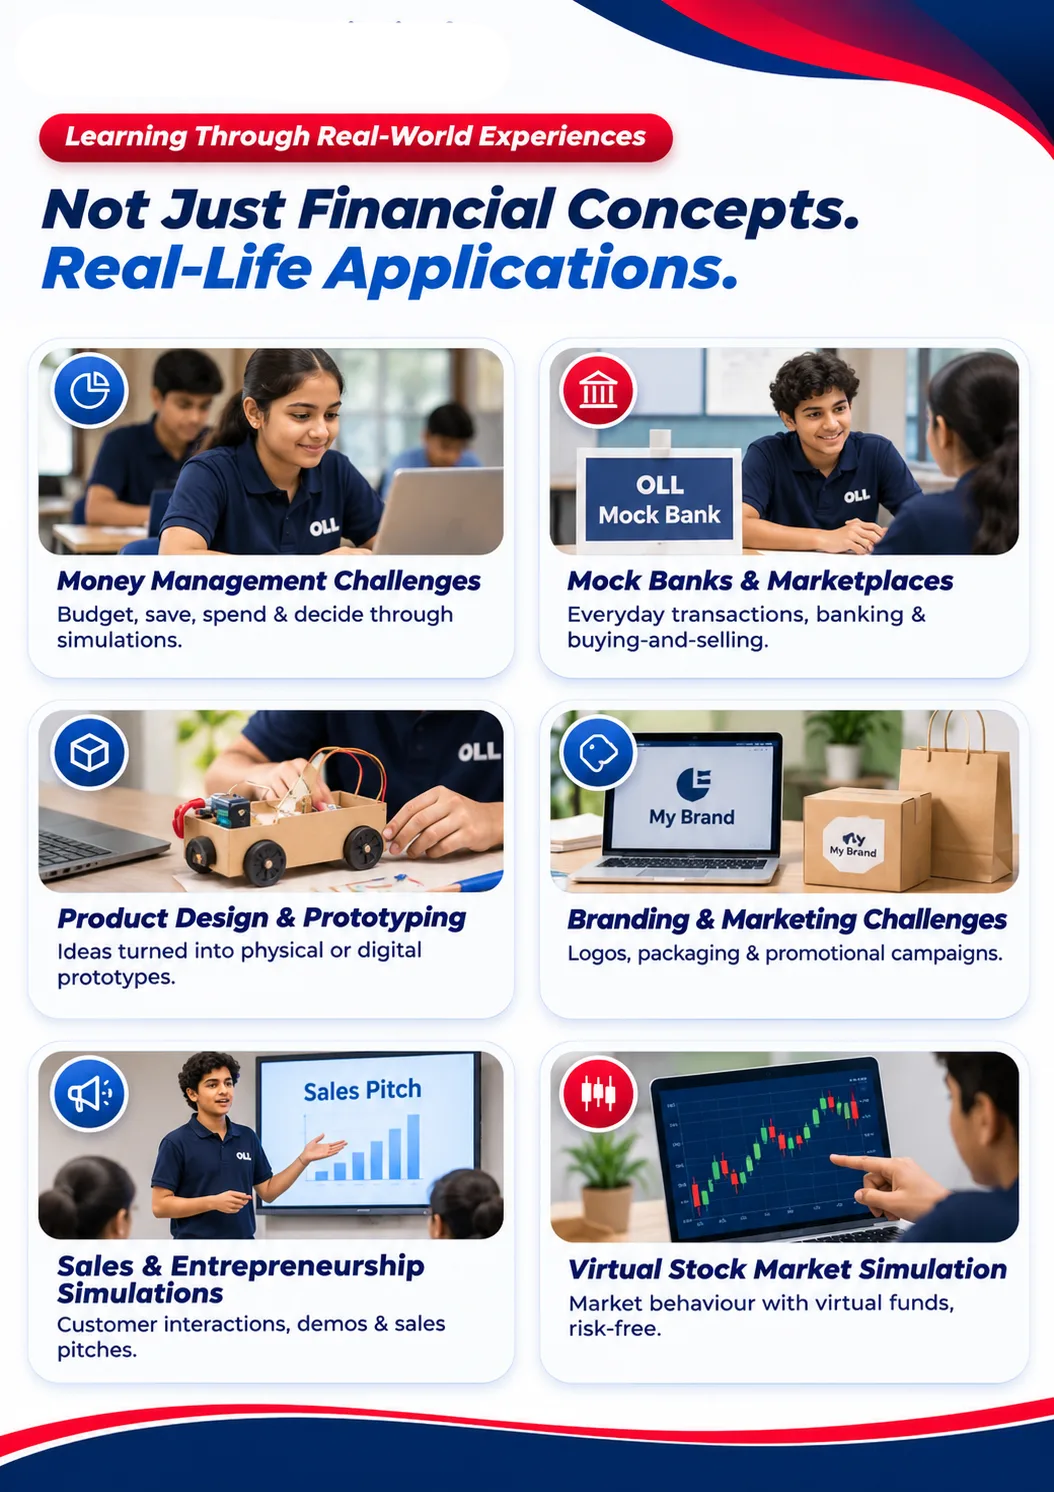 Learning Through Real-World Experiences
Not Just Financial Concepts.
Real-Life Applications.
OLL
Money Management Challenges
Budget, save, spend & decide through
simulations.
OLL
Mock Bank
OLL
Mock Banks & Marketplaces
Everyday transactions, banking &
buying-and-selling.
OLL
Product Design & Prototyping
Ideas turned into physical or digital
prototypes.
My Brand
My Brand
Branding & Marketing Challenges
Logos, packaging & promotional campaigns.
Sales Pitch
OLL
Sales & Entrepreneurship
Simulations
Customer interactions, demos & sales
pitches.
Virtual Stock Market Simulation
Market behaviour with virtual funds,
risk-free.